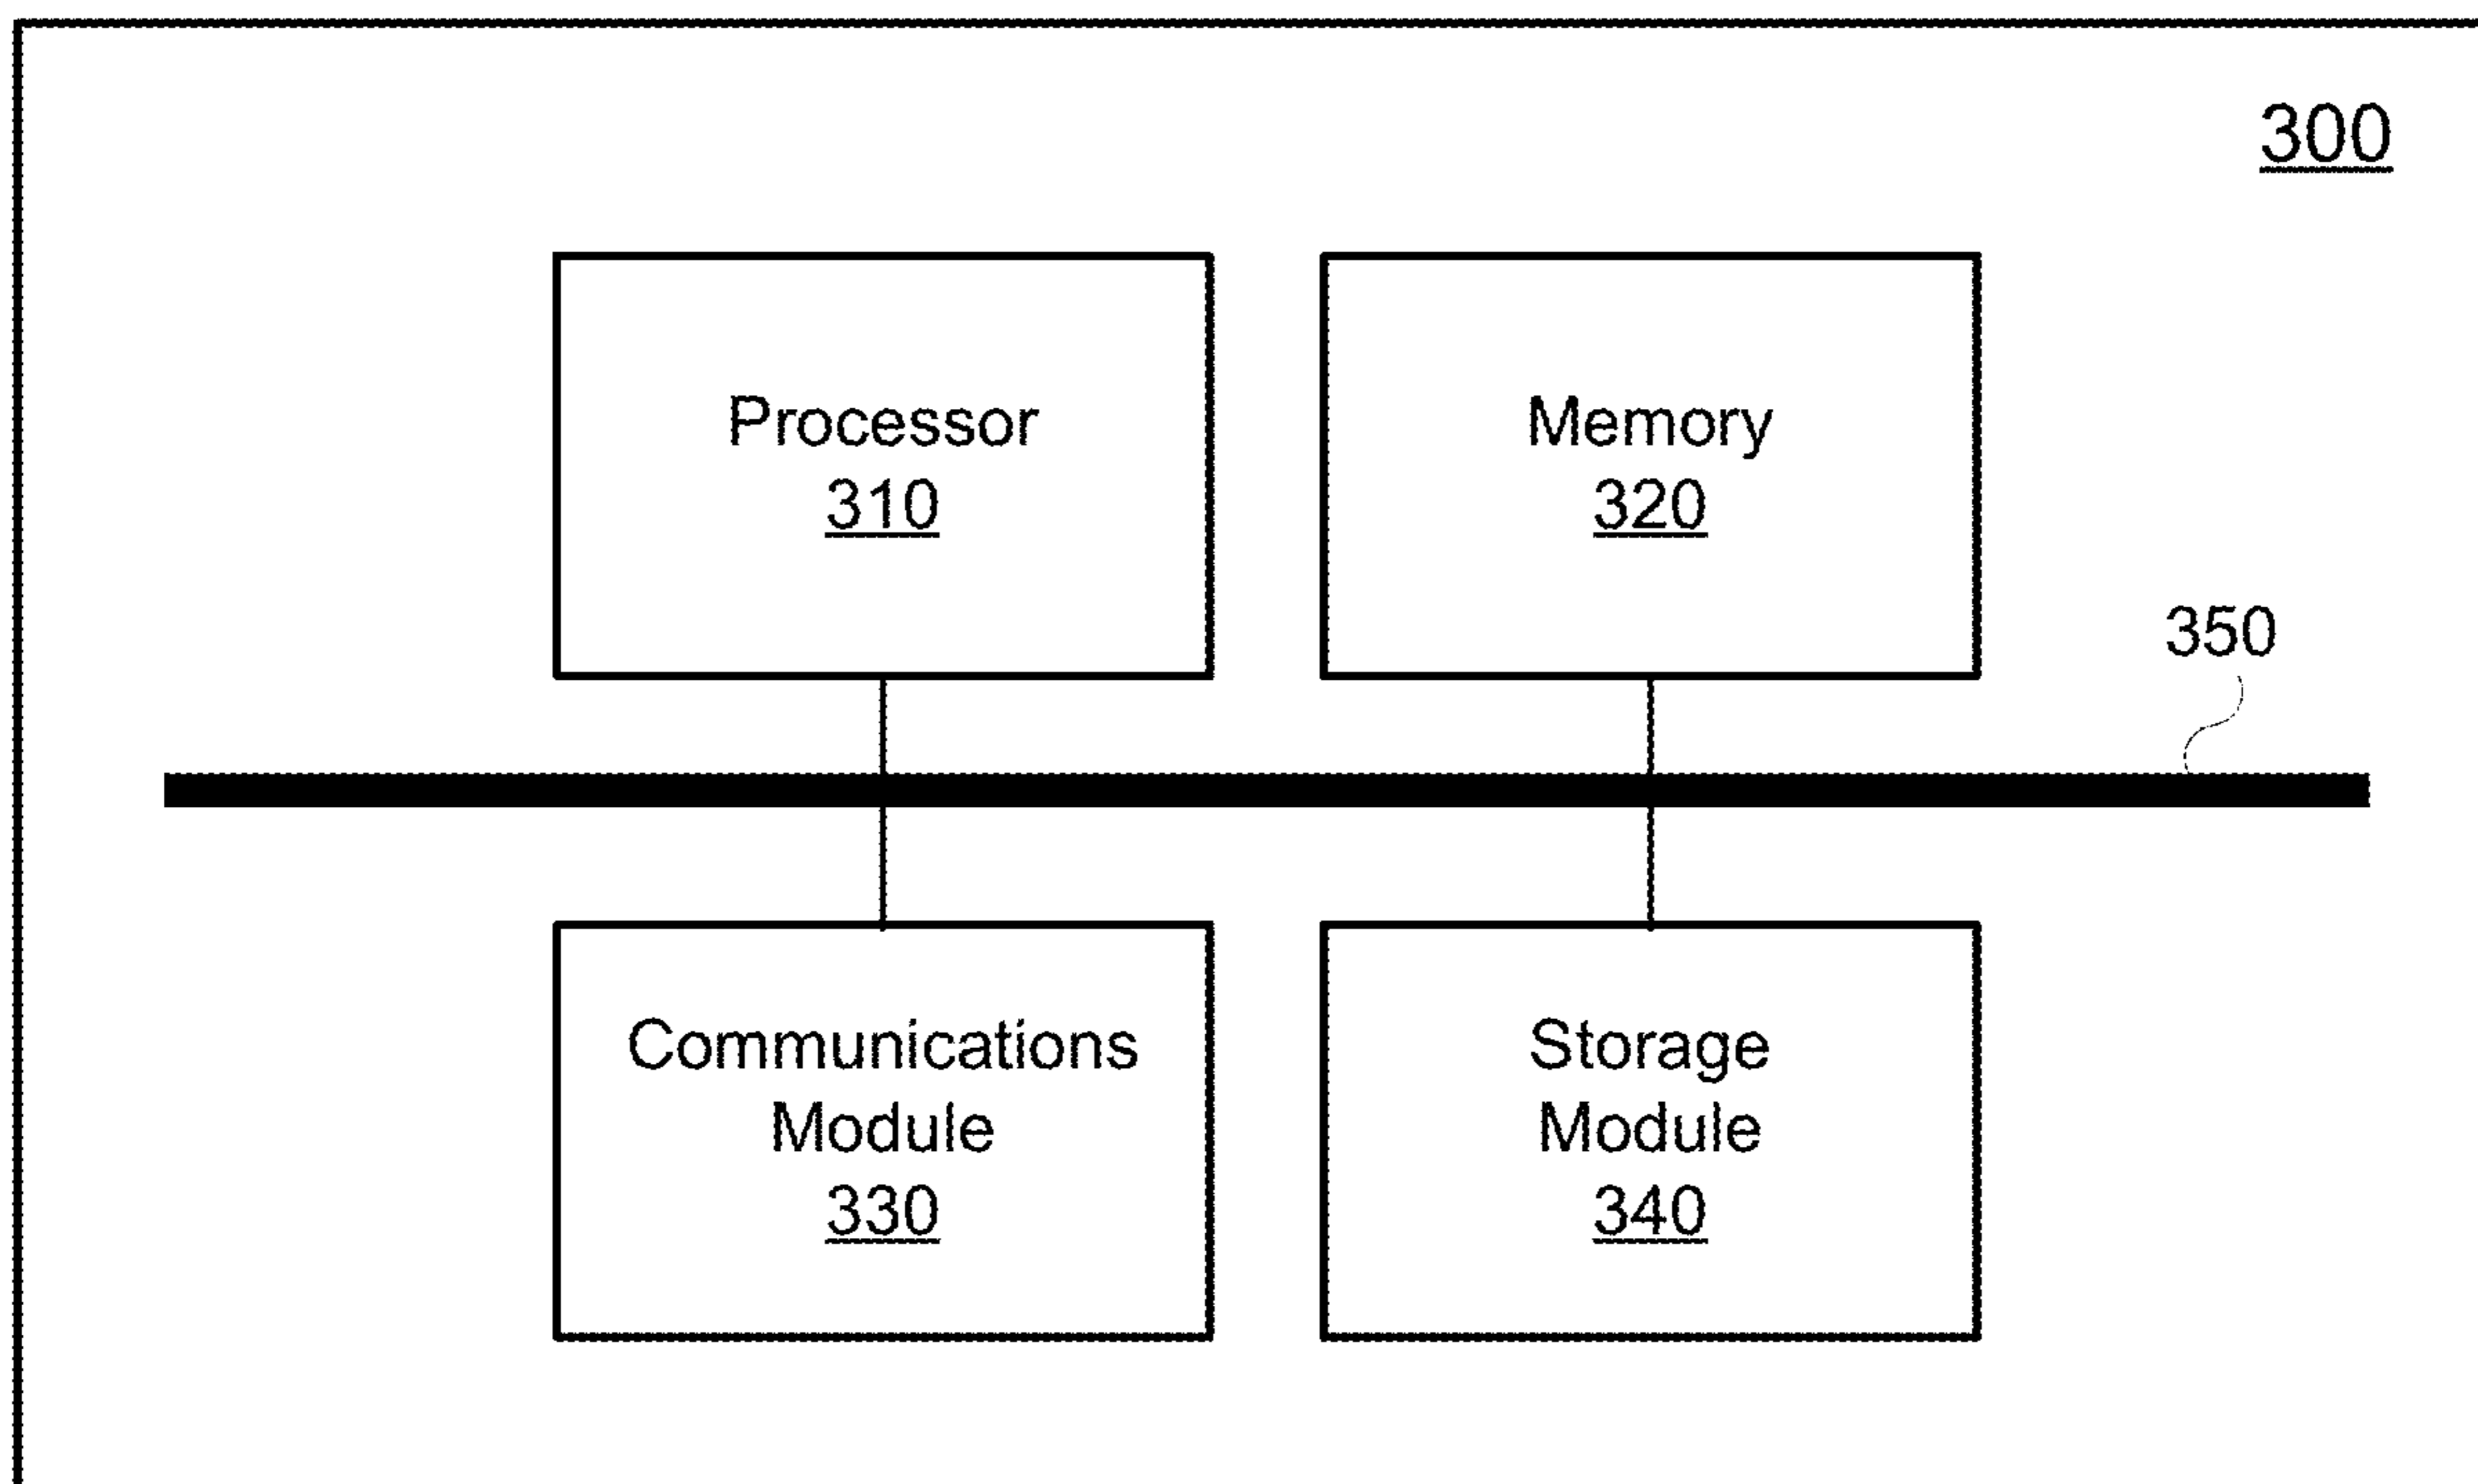 300
Processor
310
Memory
320
350
Communications
Module
330
Storage
Module
340